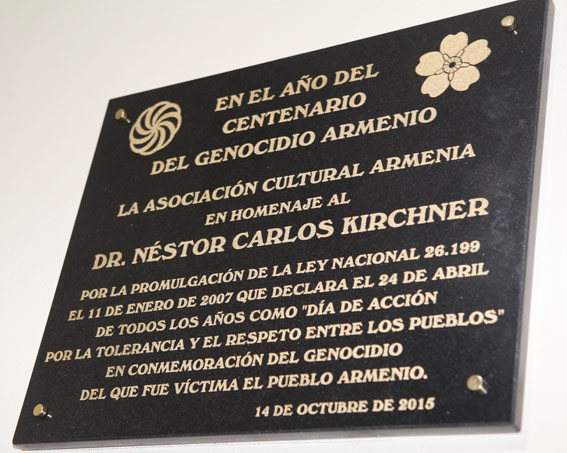 EN EL AÑO DEL
CENTENARIO
DEL GENOCIDIO ARMENIO
LA ASOCIACIÓN CULTURAL ARMENIA
EN HOMENAJE AL
DR. NÉSTOR CARLOS KIRCHNER
POR LA PROMULGACIÓN DE LA LEY NACIONAL 26.199
EL 11 DE ENERO DE 2007 QUE DECLARA EL 24 DE ABRIL
DE TODOS LOS AÑOS COMO "DÍA DE ACCIÓN
POR LA TOLERANCIA Y EL RESPETO ENTRE LOS PUEBLOS"
EN CONMEMORACIÓN DEL GENOCIDIO
DEL QUE FUE VÍCTIMA EL PUEBLO ARMENIO.
14 DE OCTUBRE DE 2015